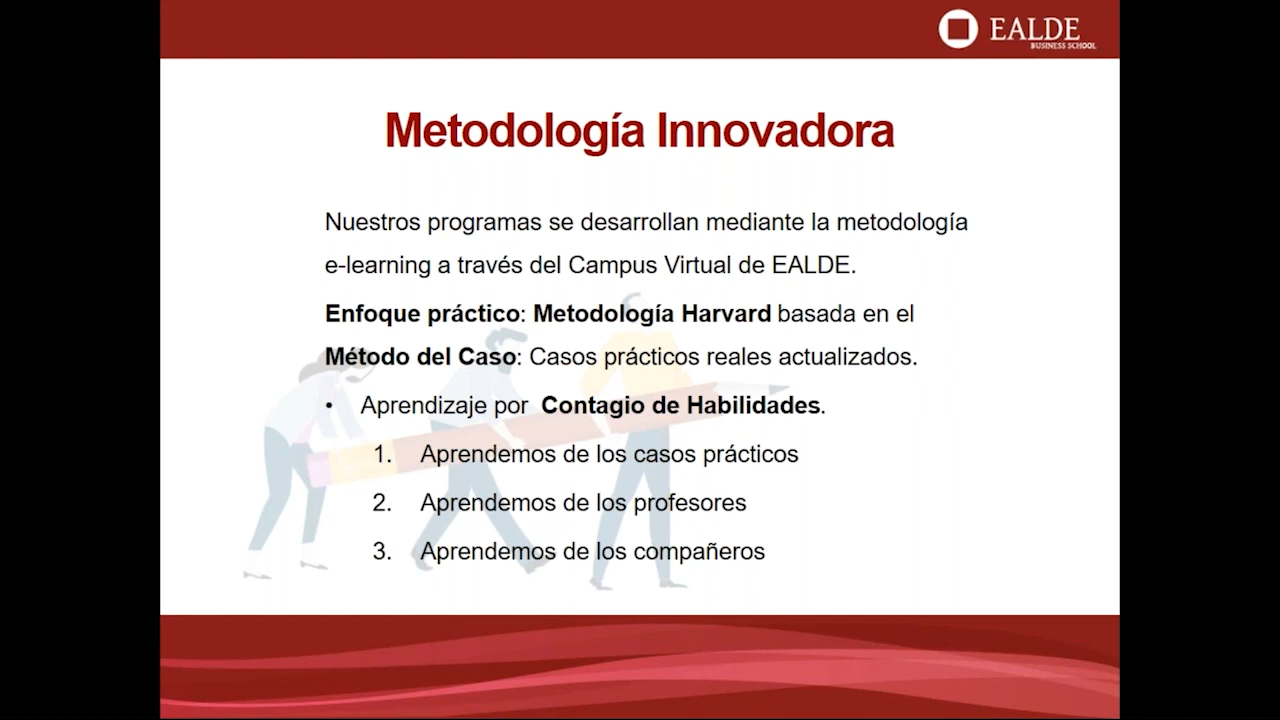 EALDE
BUSINESS SCHOOL
Metodología Innovadora
Nuestros programas se desarrollan mediante la metodología
e-learning a través del Campus Virtual de EALDE.
Enfoque práctico: Metodología Harvard basada en el
Método del Caso: Casos prácticos reales actualizados.
• Aprendizaje por Contagio de Habilidades.
1. Aprendemos de los casos prácticos
2. Aprendemos de los profesores
3. Aprendemos de los compañeros